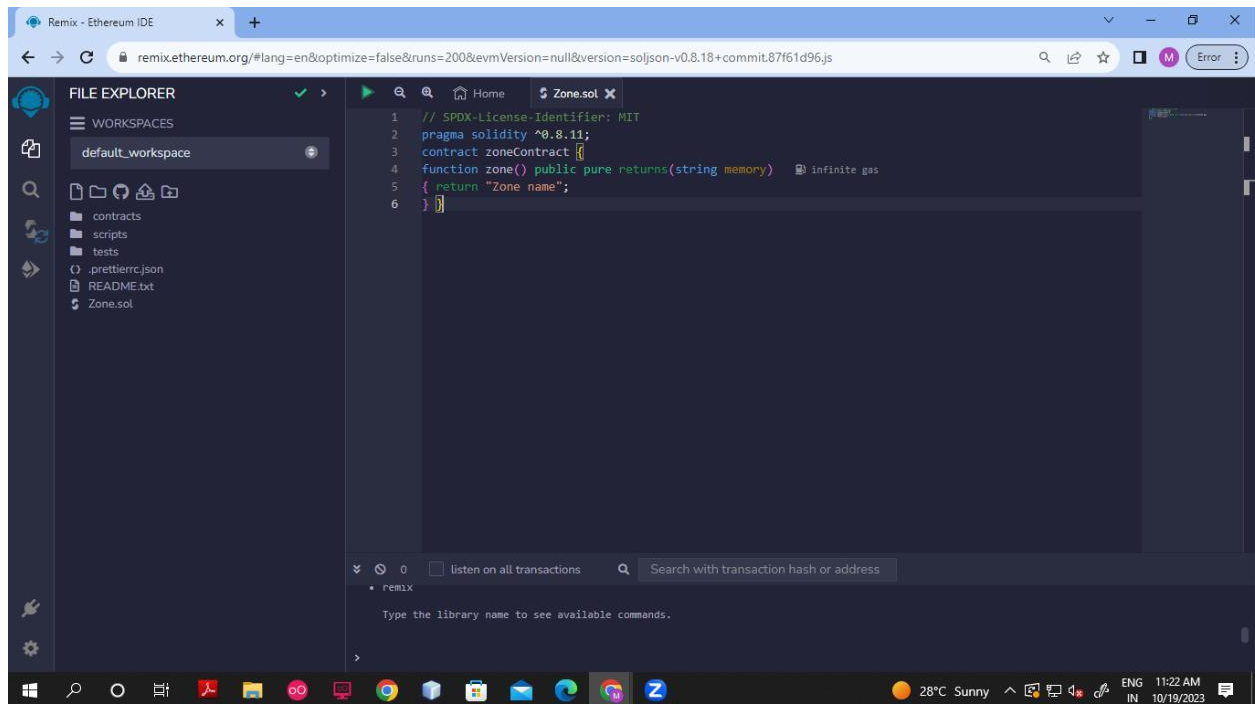 Remix - Ethereum IDE
remix.ethereum.org/#lang=en&optimize=false&runs=200&evmVersion=null&version=soljson-v0.8.18+commit.87f61d96.js
M
Error
FILE EXPLORER
Home
Zone.sol
WORKSPACES
default_workspace
contracts
scripts
tests
.prettierrc.json
README.txt
Zone.sol
1 // SPDX-License-Identifier: MIT
2 pragma solidity ^0.8.11;
3 contract zoneContract {
4 function zone() public pure returns(string memory) infinite gas
5 { return "Zone name";
6 } }
0 listen on all transactions Search with transaction hash or address
• remix
Type the library name to see available commands.
>
28°C Sunny
ENG 11:22 AM
IN 10/19/2023